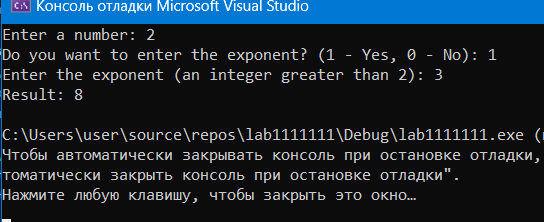 Консоль отладки Microsoft Visual Studio
Enter a number: 2
Do you want to enter the exponent? (1 - Yes, 0 - No): 1
Enter the exponent (an integer greater than 2): 3
Result: 8
C:\Users\user\source\repos\lab1111111\Debug\lab1111111.exe (
Чтобы автоматически закрывать консоль при остановке отладки,
томатически закрыть консоль при остановке отладки".
Нажмите любую клавишу, чтобы закрыть это окно…